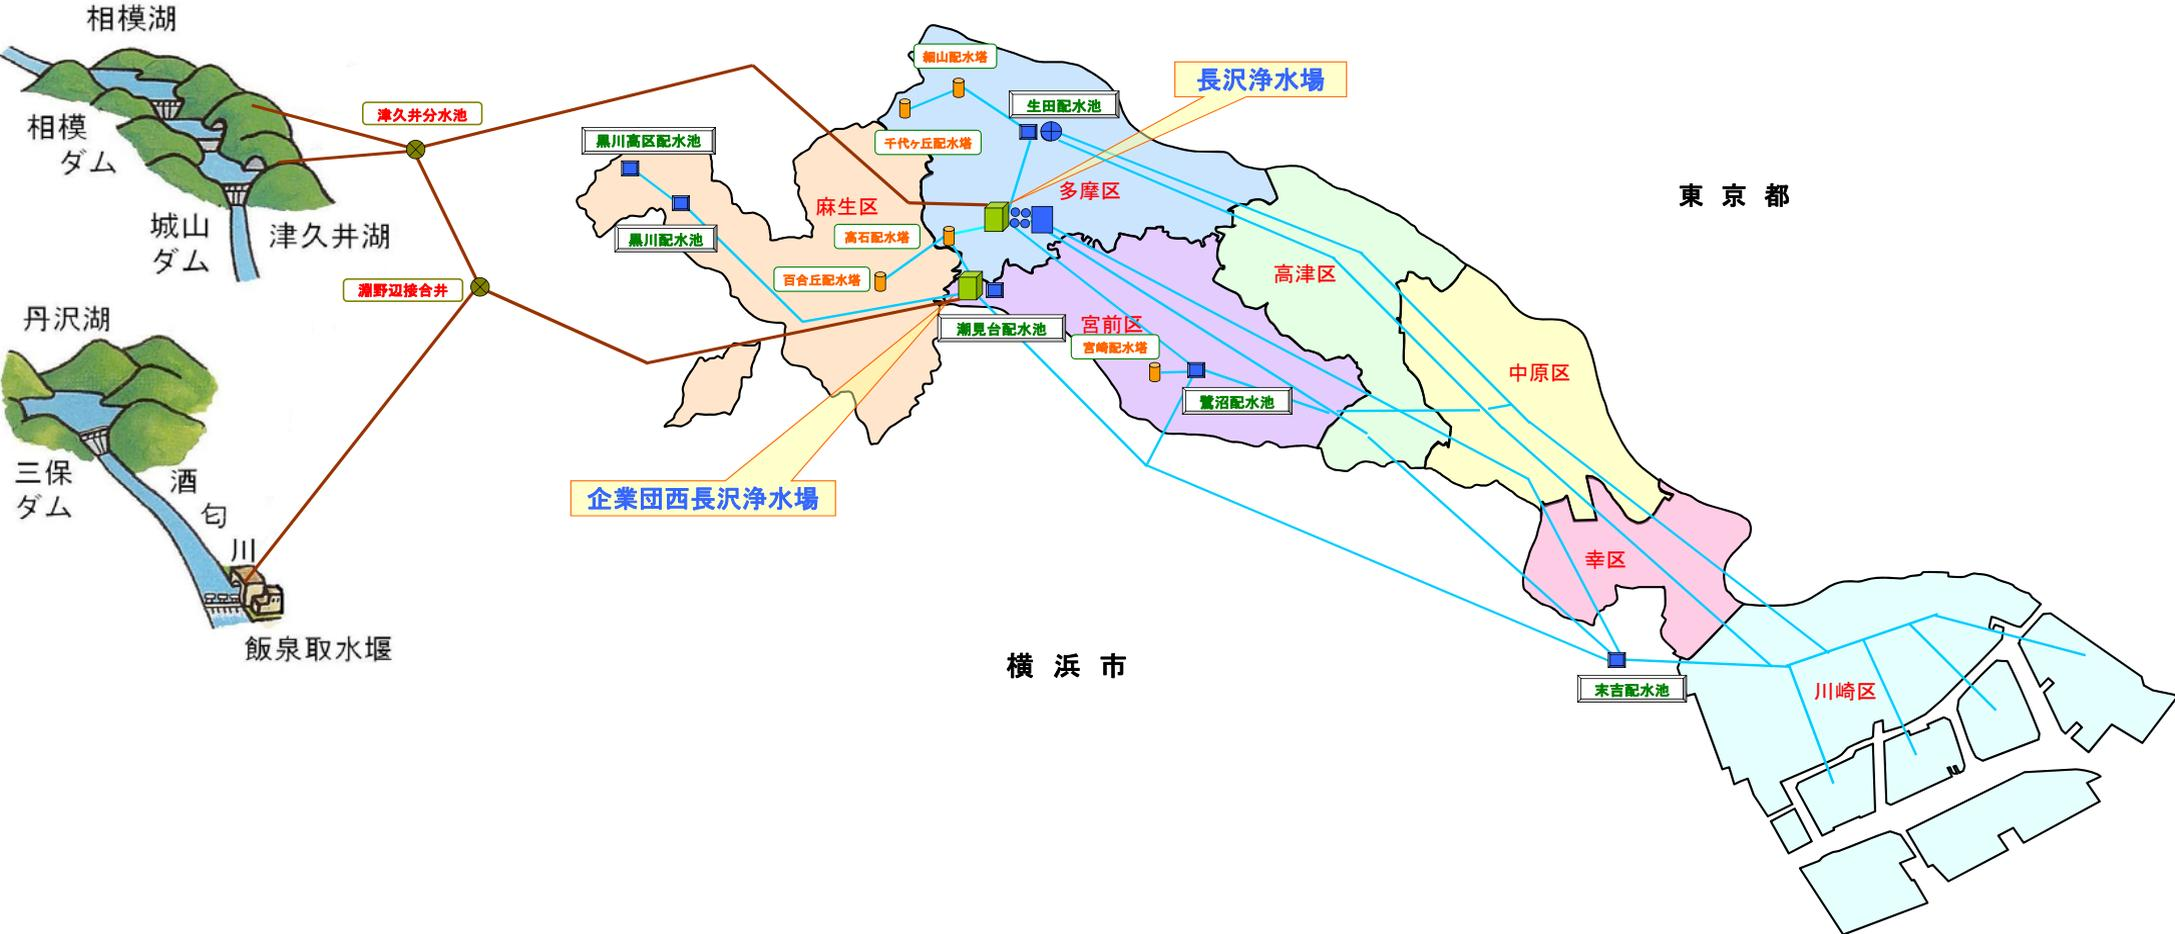 相模湖
相模
ダム
城山
ダム
津久井湖
津久井分水池
淵野辺接合井
丹沢湖
三保
ダム
酒
匂
川
飯泉取水堰
細山配水塔
千代ヶ丘配水塔
生田配水池
長沢浄水場
黒川高区配水池
黒川配水池
麻生区
多摩区
高石配水塔
百合丘配水塔
潮見台配水池
宮前区
宮崎配水塔
鷺沼配水池
高津区
中原区
東京都
企業団西長沢浄水場
幸区
横浜市
末吉配水池
川崎区